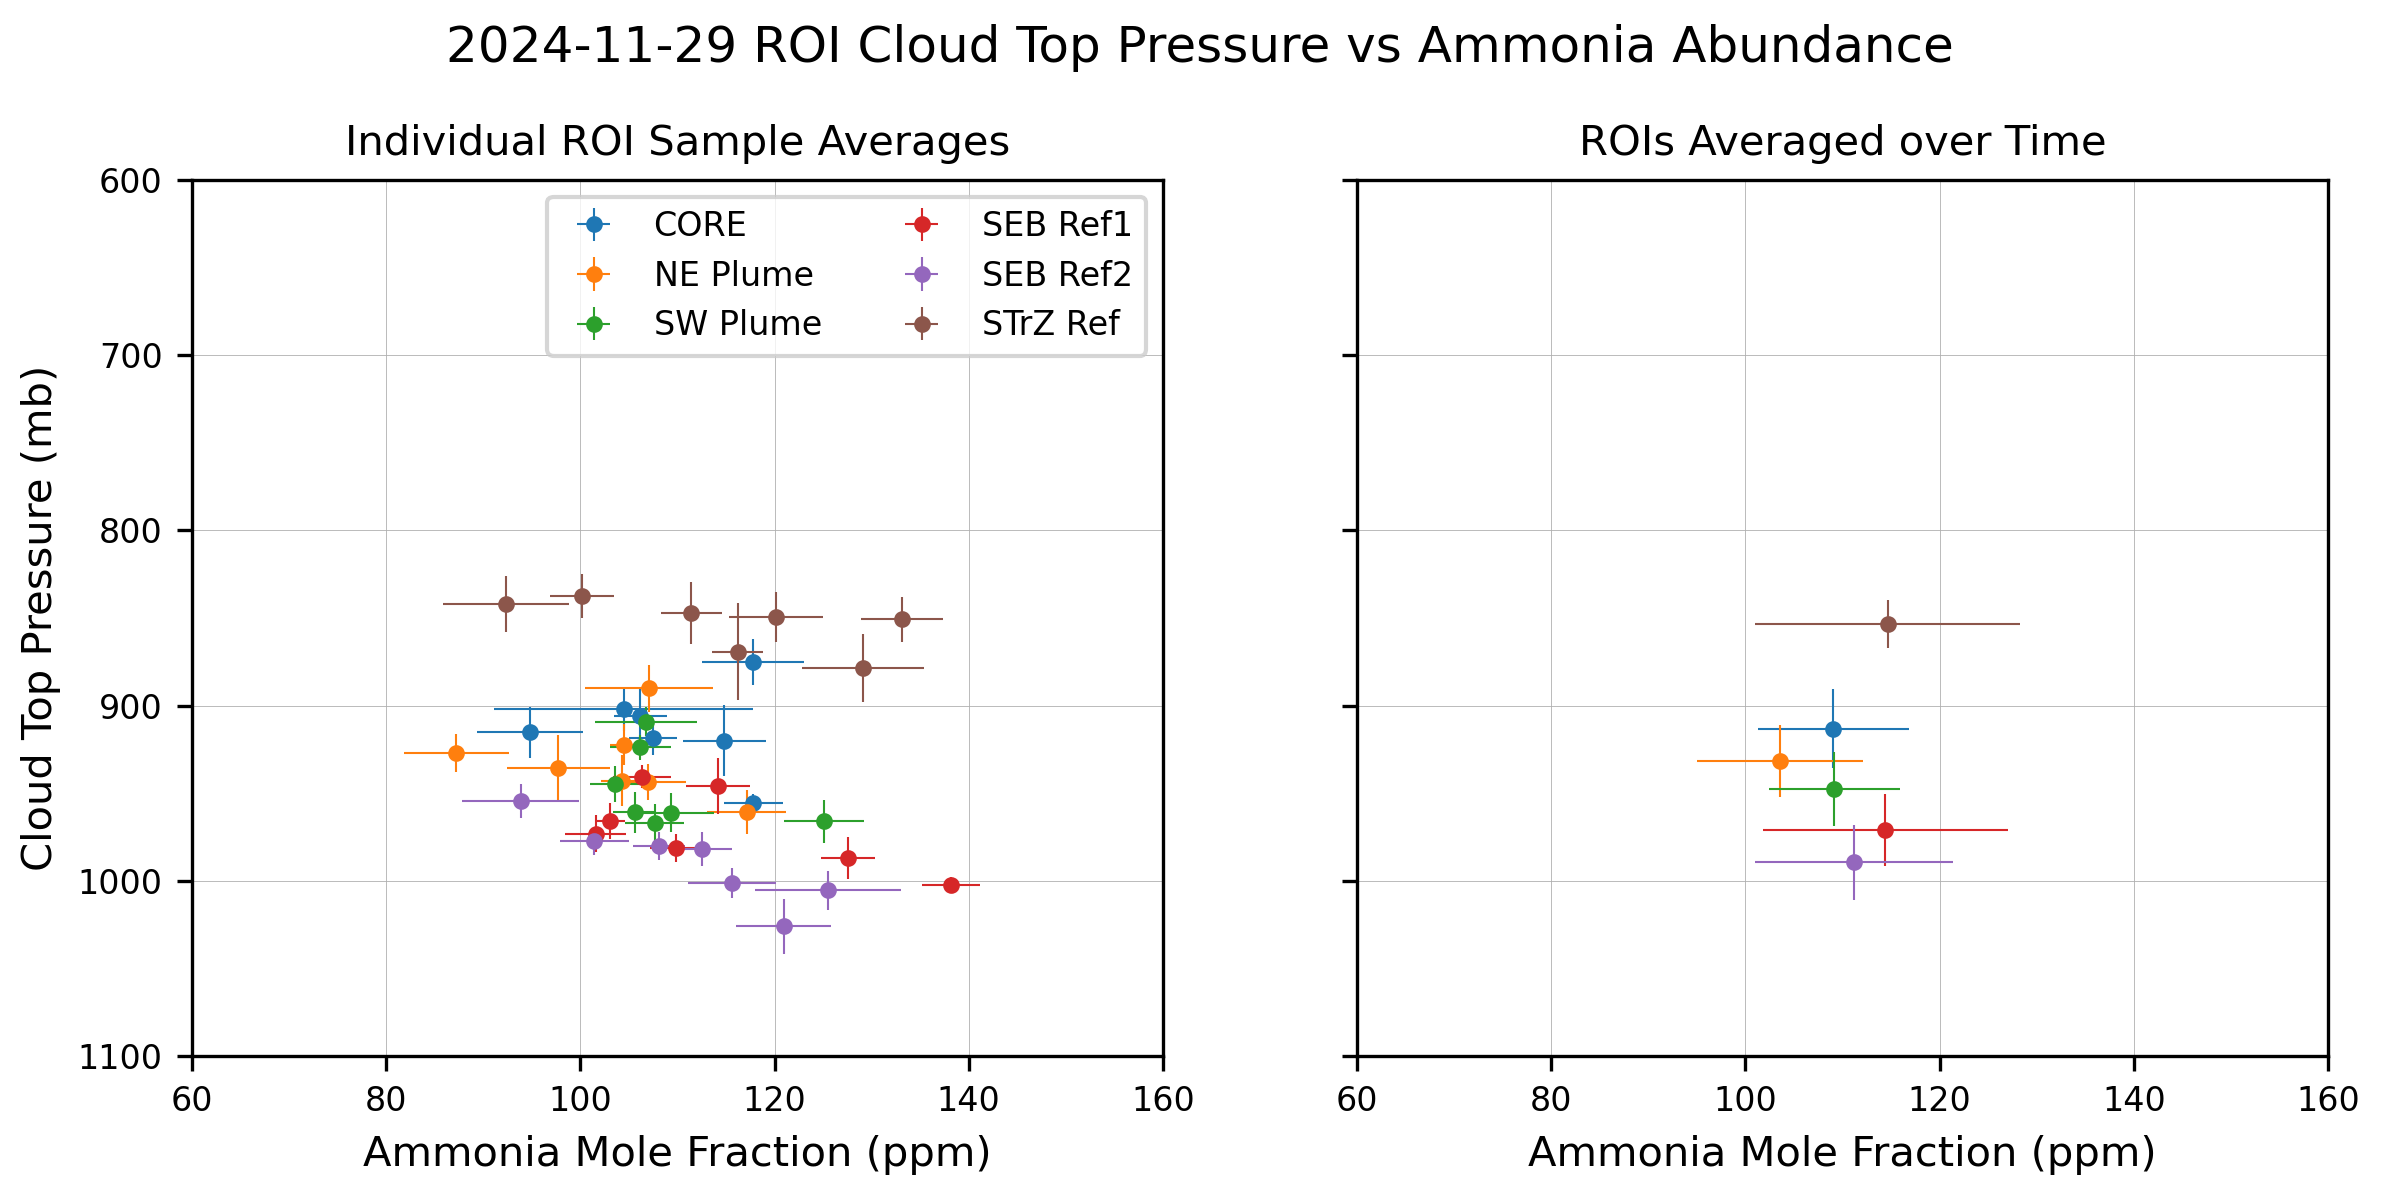 2024-11-29 ROI Cloud Top Pressure vs Ammonia Abundance
Individual ROI Sample Averages
ROIs Averaged over Time
CORE
NE Plume
SW Plume
SEB Ref1
SEB Ref2
STrZ Ref
600
700
800
900
1000
1100
Cloud Top Pressure (mb)
60 80 100 120 140 160
Ammonia Mole Fraction (ppm)
60 80 100 120 140 160
Ammonia Mole Fraction (ppm)